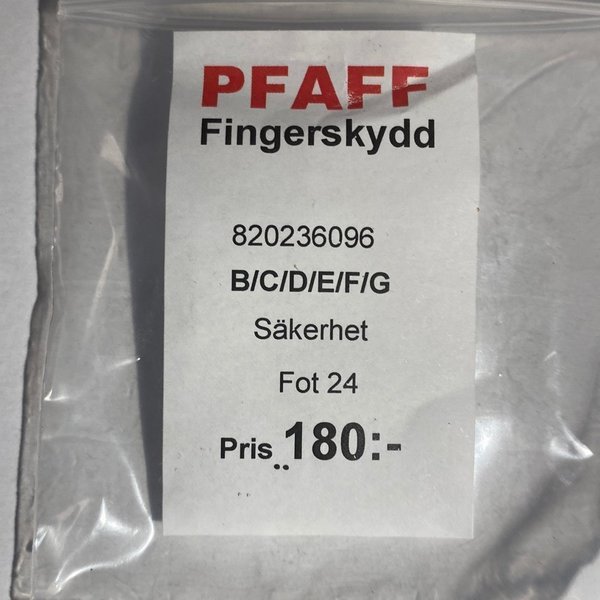 PFAFF
Fingerskydd
820236096
B/C/D/E/F/G
Säkerhet
Fot 24
Pris ¨180:-